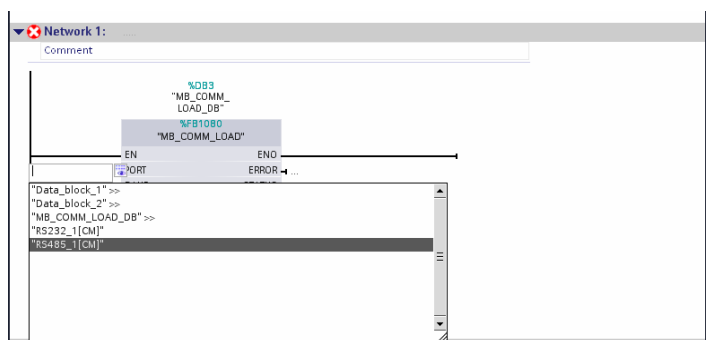 Network 1: ....
Comment
%DB3
"MB_COMM_
LOAD_DB"
%FB1080
"MB_COMM_LOAD"
EN ENO
PORT ERROR ...
"Data_block_1" >>
"Data_block_2" >>
"MB_COMM_LOAD_DB" >>
"RS232_1[CM]"
"RS485_1[CM]"